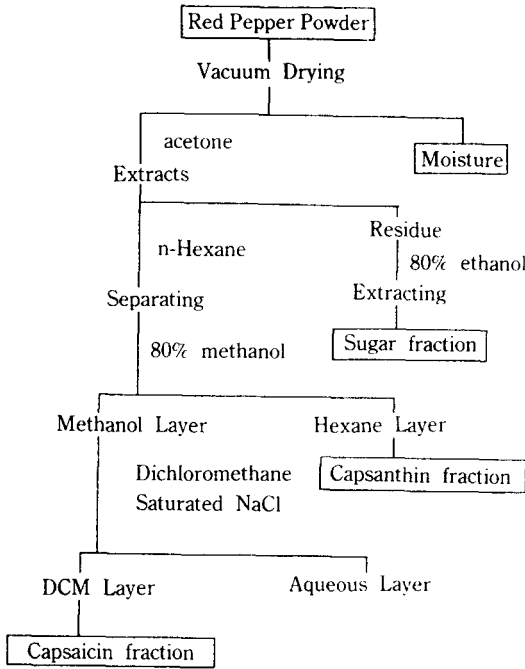 Red Pepper Powder
Vacuum Drying
acetone
Moisture
Extracts
Residue
n-Hexane
80% ethanol
Separating
Extracting
80% methanol
Sugar fraction
Methanol Layer
Hexane Layer
Dichloromethane
Capsanthin fraction
Saturated NaCl
DCM Layer
Aqueous Layer
Capsaicin fraction